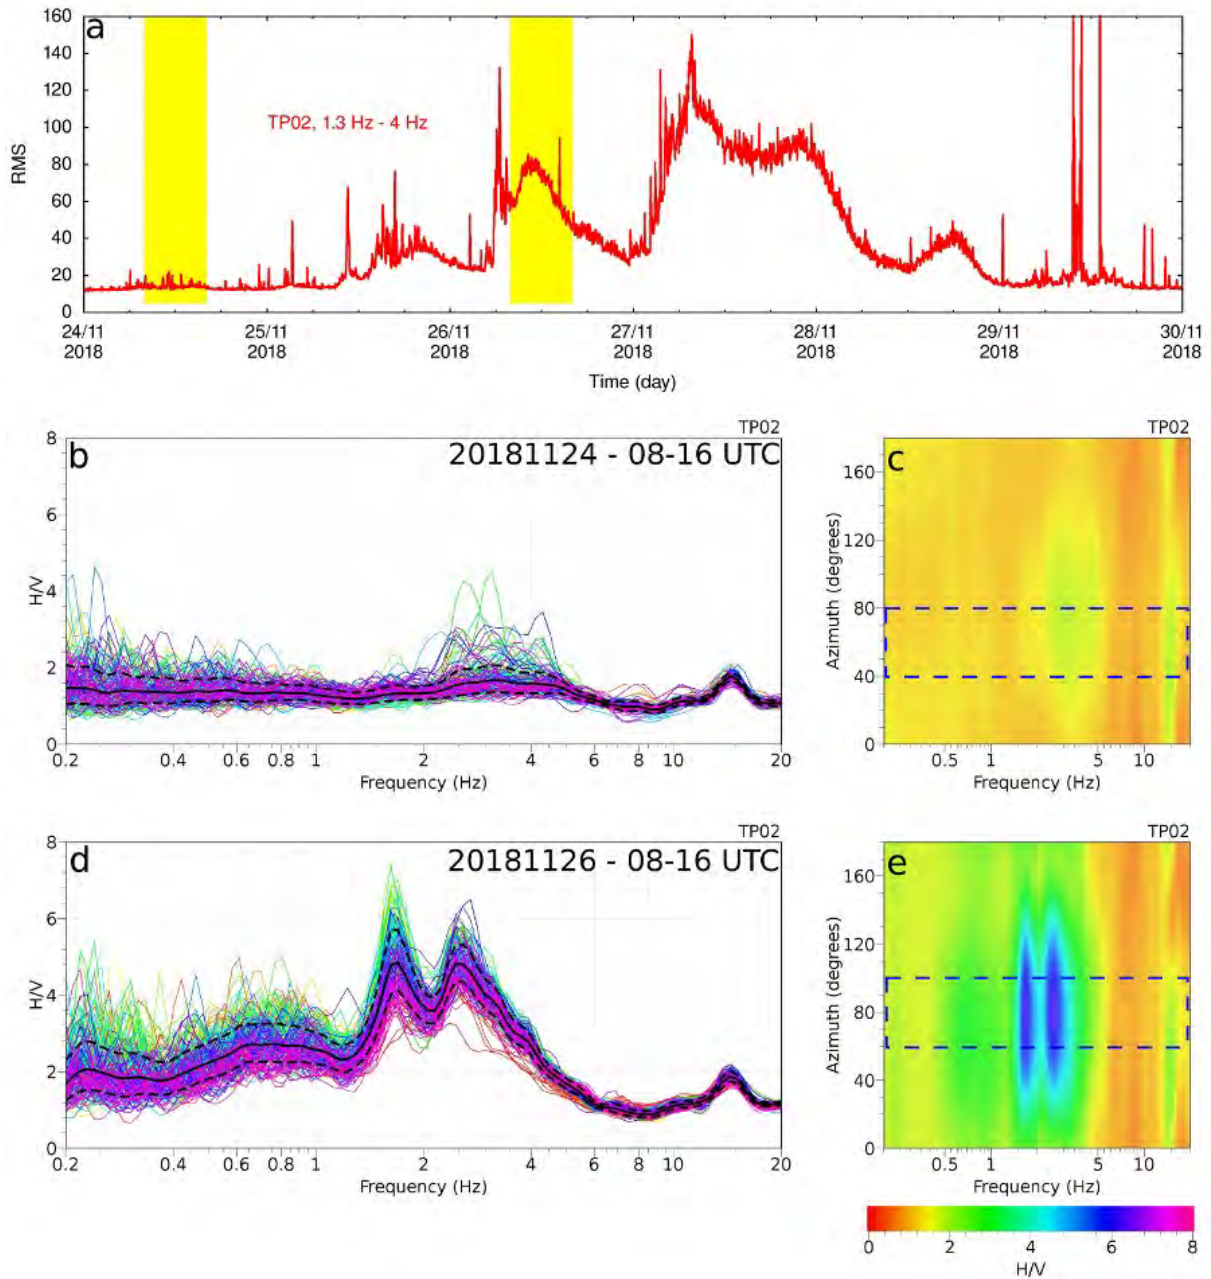 a
160
140
120
100
80
60
40
20
0
RMS
TP02, 1.3 Hz - 4 Hz
24/11 25/11 26/11 27/11 28/11 29/11 30/11
2018 2018 2018 2018 2018 2018 2018
Time (day)
TP02
b
20181124 - 08-16 UTC
8
6
4
2
0
H/V
0.2 0.4 0.6 0.8 1 2 4 6 8 10 20
Frequency (Hz)
TP02
c
160
120
80
40
0
Azimuth (degrees)
0.5 1 5 10
Frequency (Hz)
TP02
d
20181126 - 08-16 UTC
8
6
4
2
0
H/V
0.2 0.4 0.6 0.8 1 2 4 6 8 10 20
Frequency (Hz)
TP02
e
160
120
80
40
0
Azimuth (degrees)
0.5 1 5 10
Frequency (Hz)
0 2 4 6 8
H/V